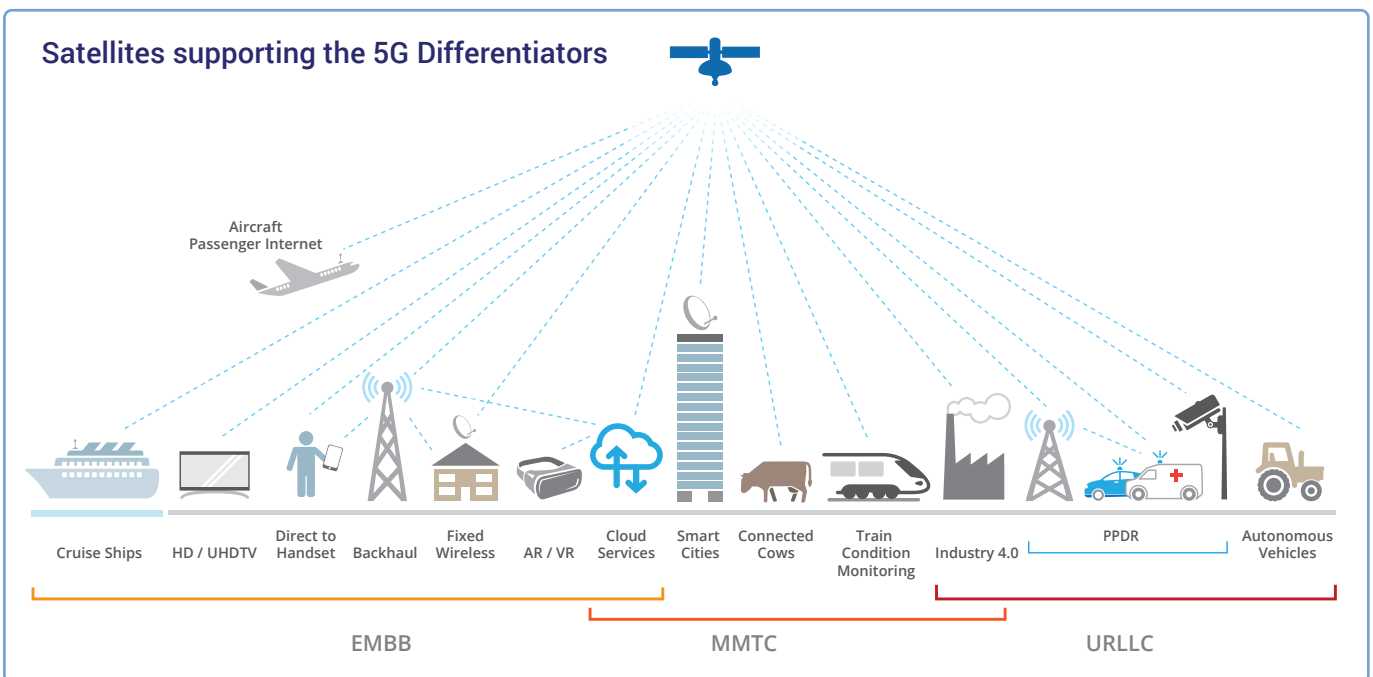 Satellites supporting the 5G Differentiators
Aircraft
Passenger Internet
Cruise Ships
HD / UHDTV
Direct to
Handset
Backhaul
Fixed
Wireless
AR / VR
Cloud
Services
Smart
Cities
Connected
Cows
Train
Condition
Monitoring
Industry 4.0
PPDR
Autonomous
Vehicles
EMBB
MMTC
URLLC